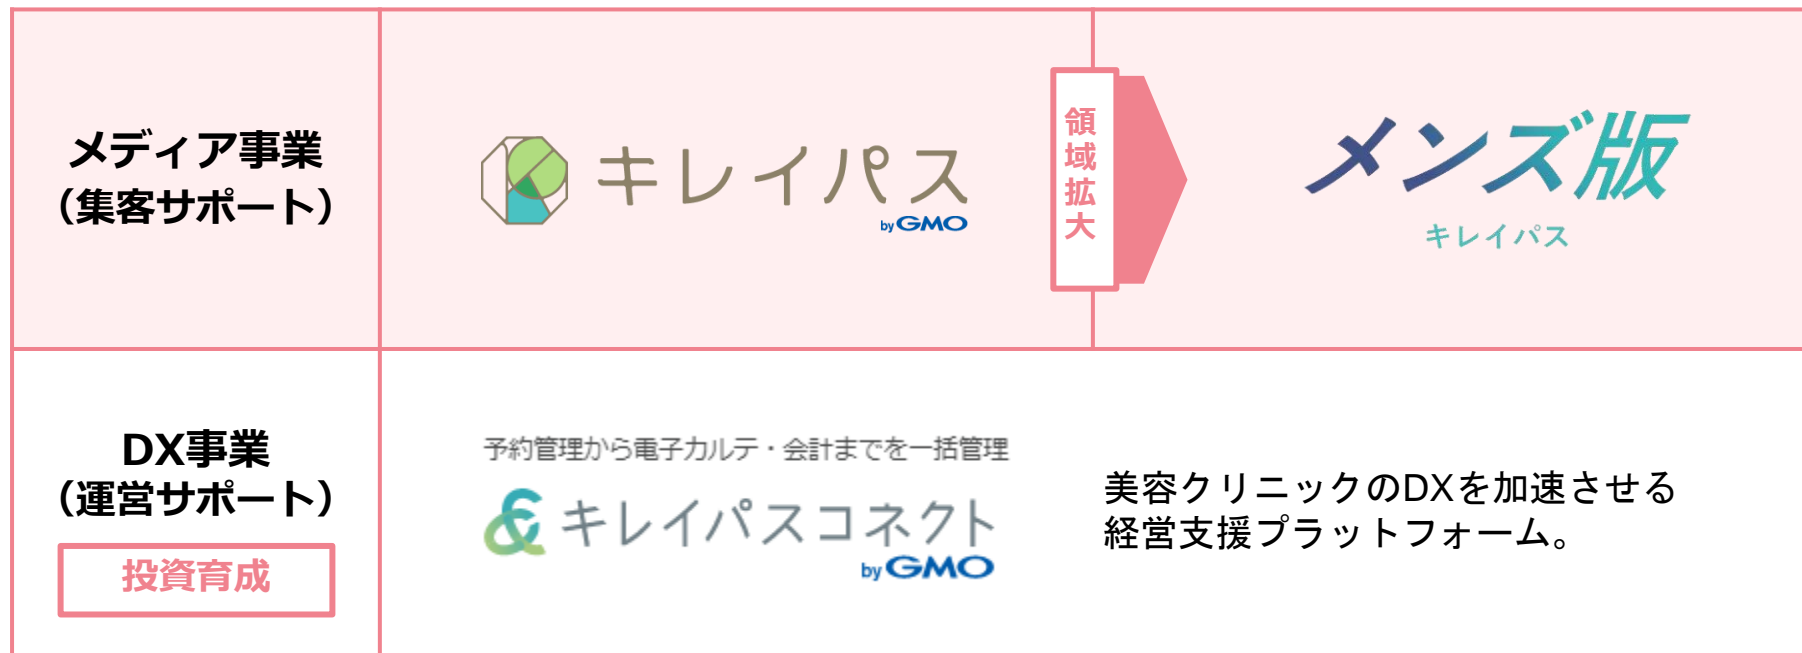 メディア事業
（集客サポート）
キレイパス
by GMO
領域拡大
メンズ版
キレイパス
DX事業
（運営サポート）
投資育成
予約管理から電子カルテ・会計までを一括管理
キレイパスコネクト
by GMO
美容クリニックのDXを加速させる
経営支援プラットフォーム。